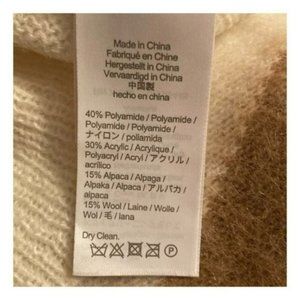 Made in China
Fabriqué en Chine
Hergestellt in China
Vervaardigd in China
中国製
hecho en china
40% Polyamide / Polyamide /
Polyamide / Polyamide /
ナイロン / poliamida
30% Acrylic / Acrylique /
Polyacryl / Acryl / アクリル /
acrílico
15% Alpaca / Alpaga /
Alpaka / Alpaca / アルパカ /
alpaca
15% Wool / Laine / Wolle /
Wol / 毛 / lana
Dry Clean.
P